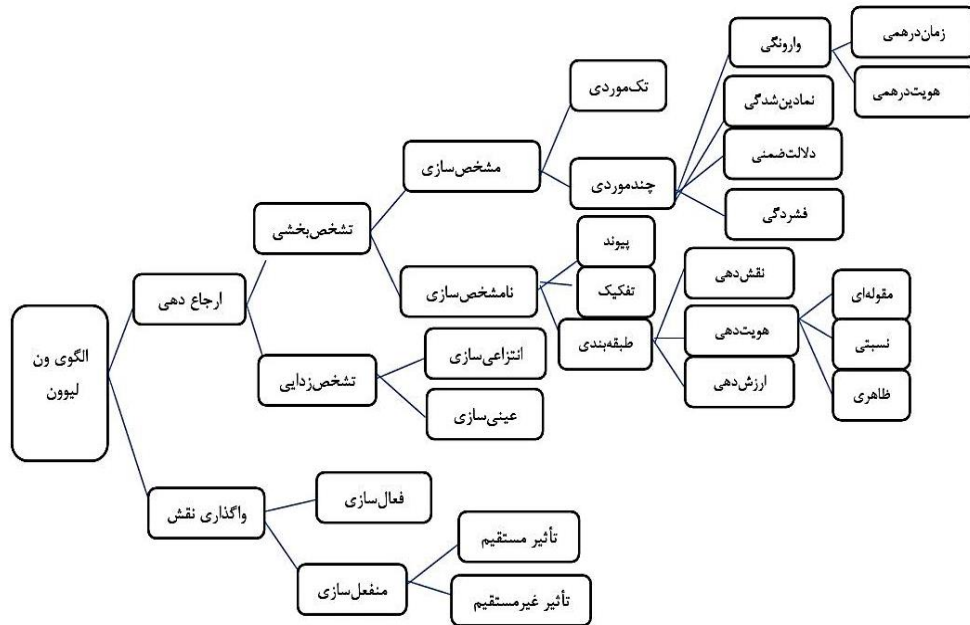 الگوی ون
لیوون
ارجاع دهی
تشخص‌بخشی
مشخص‌سازی
تک‌موردی
چندموردی
وارونگی
زمان‌درهمی
هویت‌درهمی
نمادین‌شدگی
دلالت‌ضمنی
فشردگی
نامشخص‌سازی
پیوند
تفکیک
طبقه‌بندی
نقش‌دهی
هویت‌دهی
مقوله‌ای
نسبتی
ظاهری
ارزش‌دهی
تشخص‌زدایی
انتزاعی‌سازی
عینی‌سازی
واگذاری نقش
فعال‌سازی
منفعل‌سازی
تأثیر مستقیم
تأثیر غیرمستقیم